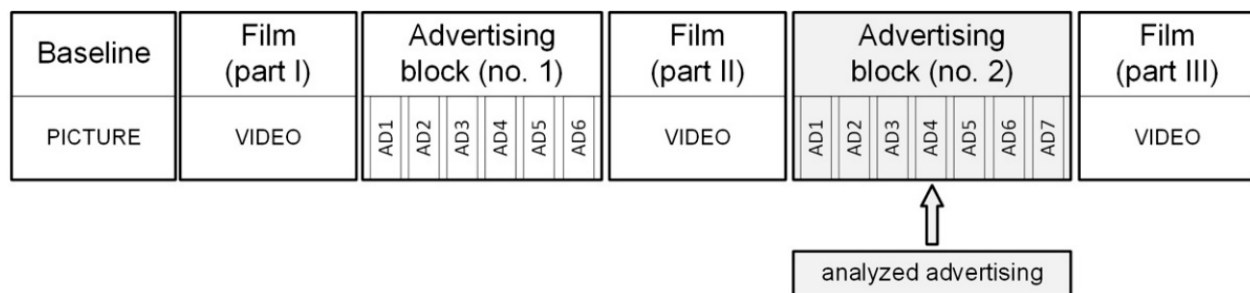 Baseline
PICTURE
Film
(part I)
VIDEO
Advertising
block (no. 1)
AD1
AD2
AD3
AD4
AD5
AD6
Film
(part II)
VIDEO
Advertising
block (no. 2)
AD1
AD2
AD3
AD4
AD5
AD6
AD7
Film
(part III)
VIDEO
analyzed advertising